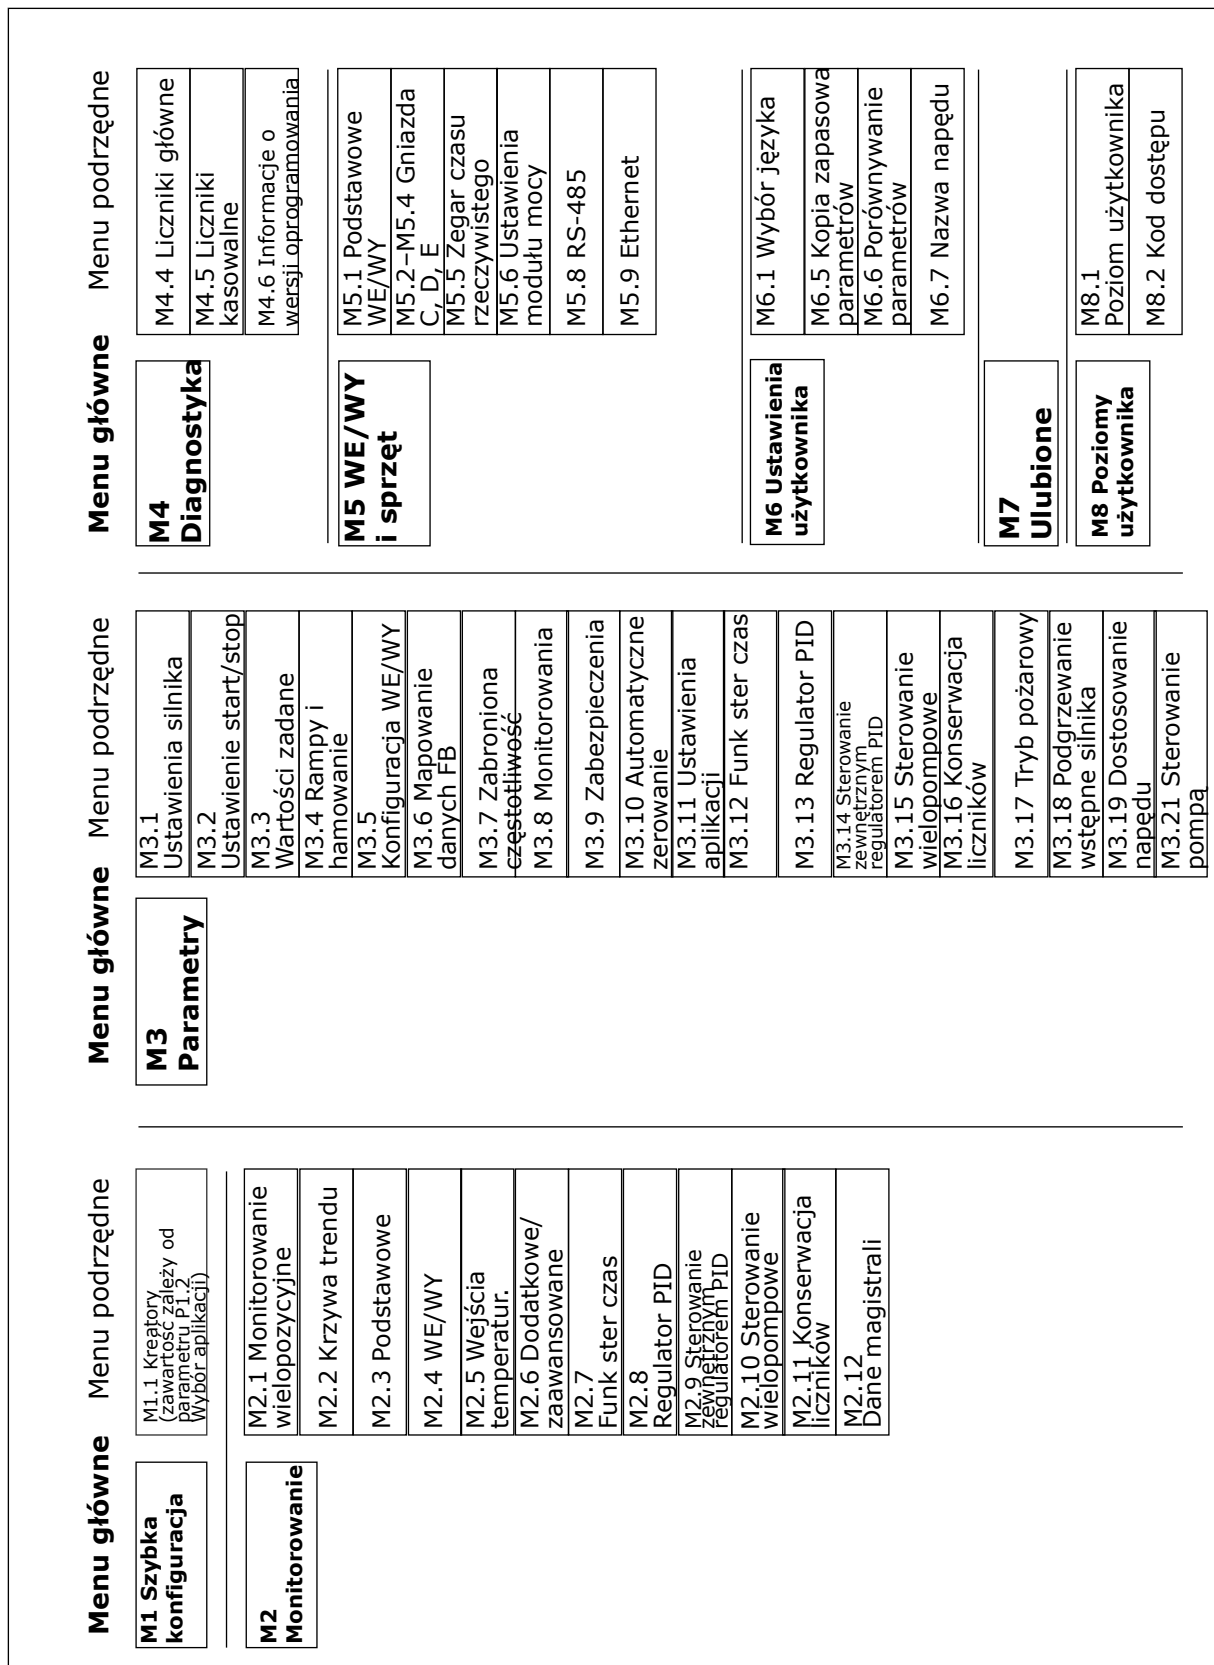 Menu główne
Menu podrzędne
M1 Szybka
konfiguracja
M1.1 Kreatory
(zawartość zależy od
parametru P1.2
Wybór aplikacji)
M2
Monitorowanie
M2.1 Monitorowanie
wielopozycyjne
M2.2 Krzywa trendu
M2.3 Podstawowe
M2.4 WE/WY
M2.5 Wejścia
temperatur.
M2.6 Dodatkowe/
zaawansowane
M2.7
Funk ster czas
M2.8
Regulator PID
M2.9 Sterowanie
zewnętrznym
regulatorem PID
M2.10 Sterowanie
wielopompowe
M2.11 Konserwacja
liczników
M2.12
Dane magistrali
Menu główne
Menu podrzędne
M3
Parametry
M3.1
Ustawienia silnika
M3.2
Ustawienie start/stop
M3.3
Wartości zadane
M3.4 Rampy i
hamowanie
M3.5
Konfiguracja WE/WY
M3.6 Mapowanie
danych FB
M3.7 Zabroniona
częstotliwość
M3.8 Monitorowania
M3.9 Zabezpieczenia
M3.10 Automatyczne
zerowanie
M3.11 Ustawienia
aplikacji
M3.12 Funk ster czas
M3.13 Regulator PID
M3.14 Sterowanie
zewnętrznym
regulatorem PID
M3.15 Sterowanie
wielopompowe
M3.16 Konserwacja
liczników
M3.17 Tryb pożarowy
M3.18 Podgrzewanie
wstępne silnika
M3.19 Dostosowanie
napędu
M3.21 Sterowanie
pompą
Menu główne
Menu podrzędne
M4
Diagnostyka
M4.4 Liczniki główne
M4.5 Liczniki
kasowalne
M4.6 Informacje o
wersji oprogramowania
M5 WE/WY
i sprzęt
M5.1 Podstawowe
WE/WY
M5.2–M5.4 Gniazda
C, D, E
M5.5 Zegar czasu
rzeczywistego
M5.6 Ustawienia
modułu mocy
M5.8 RS-485
M5.9 Ethernet
M6 Ustawienia
użytkownika
M6.1 Wybór języka
M6.5 Kopia zapasowa
parametrów
M6.6 Porównywanie
parametrów
M6.7 Nazwa napędu
M7
Ulubione
M8 Poziomy
użytkownika
M8.1
Poziom użytkownika
M8.2 Kod dostępu